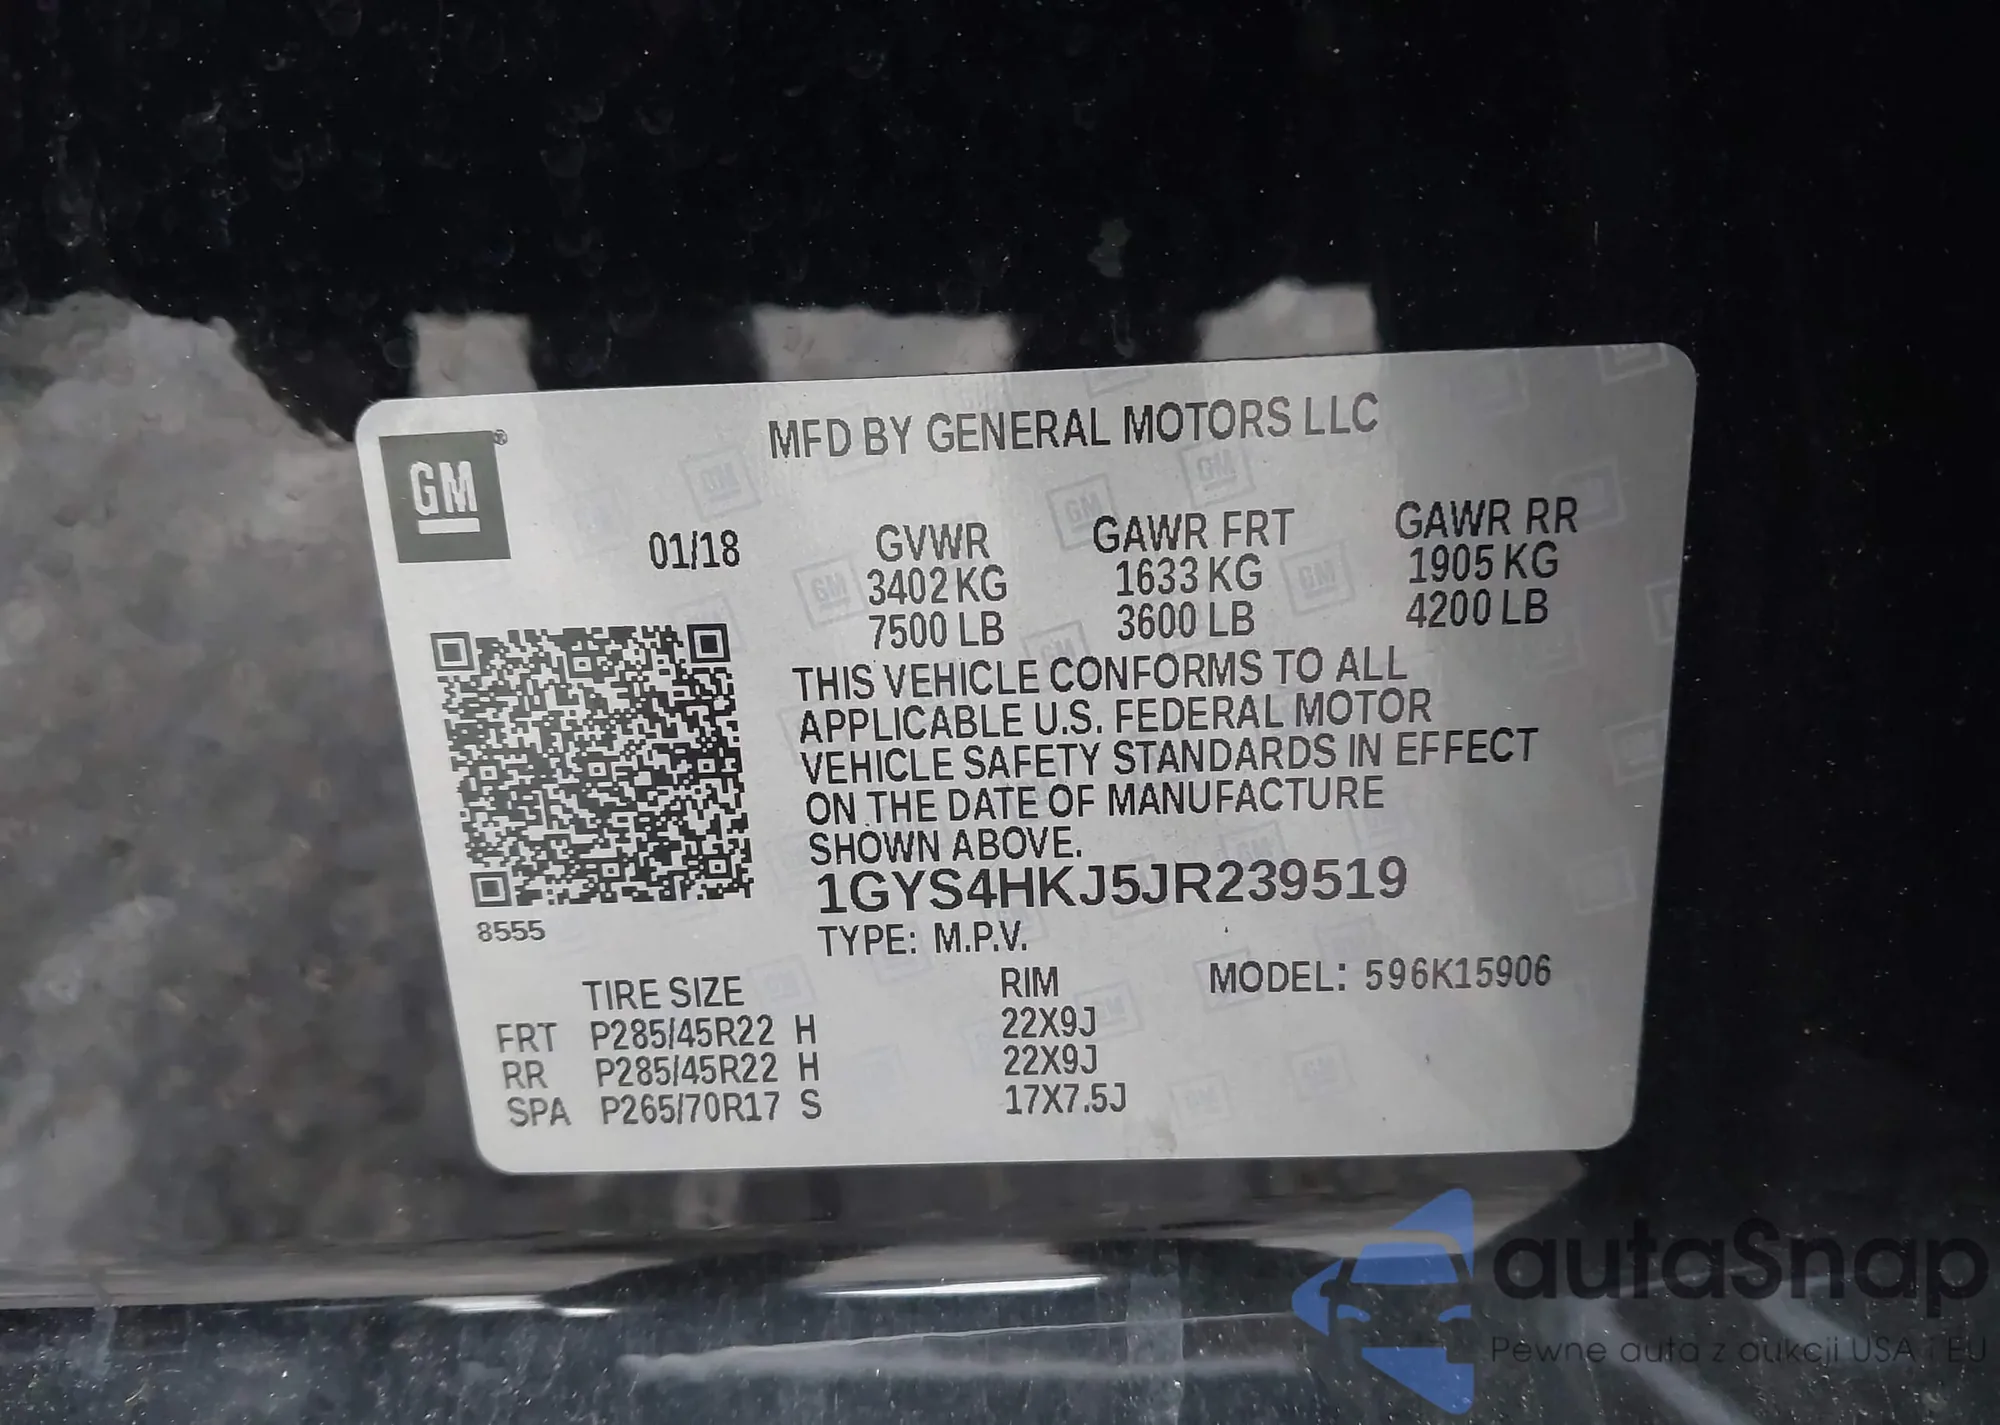 GM ®
MFD BY GENERAL MOTORS LLC
01/18
GVWR GAWR FRT GAWR RR
3402 KG 1633 KG 1905 KG
7500 LB 3600 LB 4200 LB
THIS VEHICLE CONFORMS TO ALL
APPLICABLE U.S. FEDERAL MOTOR
VEHICLE SAFETY STANDARDS IN EFFECT
ON THE DATE OF MANUFACTURE
SHOWN ABOVE.
1GYS4HKJ5JR239519
8555
TYPE: M.P.V.
TIRE SIZE RIM MODEL: 596K15906
FRT P285/45R22 H 22X9J
RR P285/45R22 H 22X9J
SPA P265/70R17 S 17X7.5J
autaSnap
Pewne auta z aukcji USA i EU